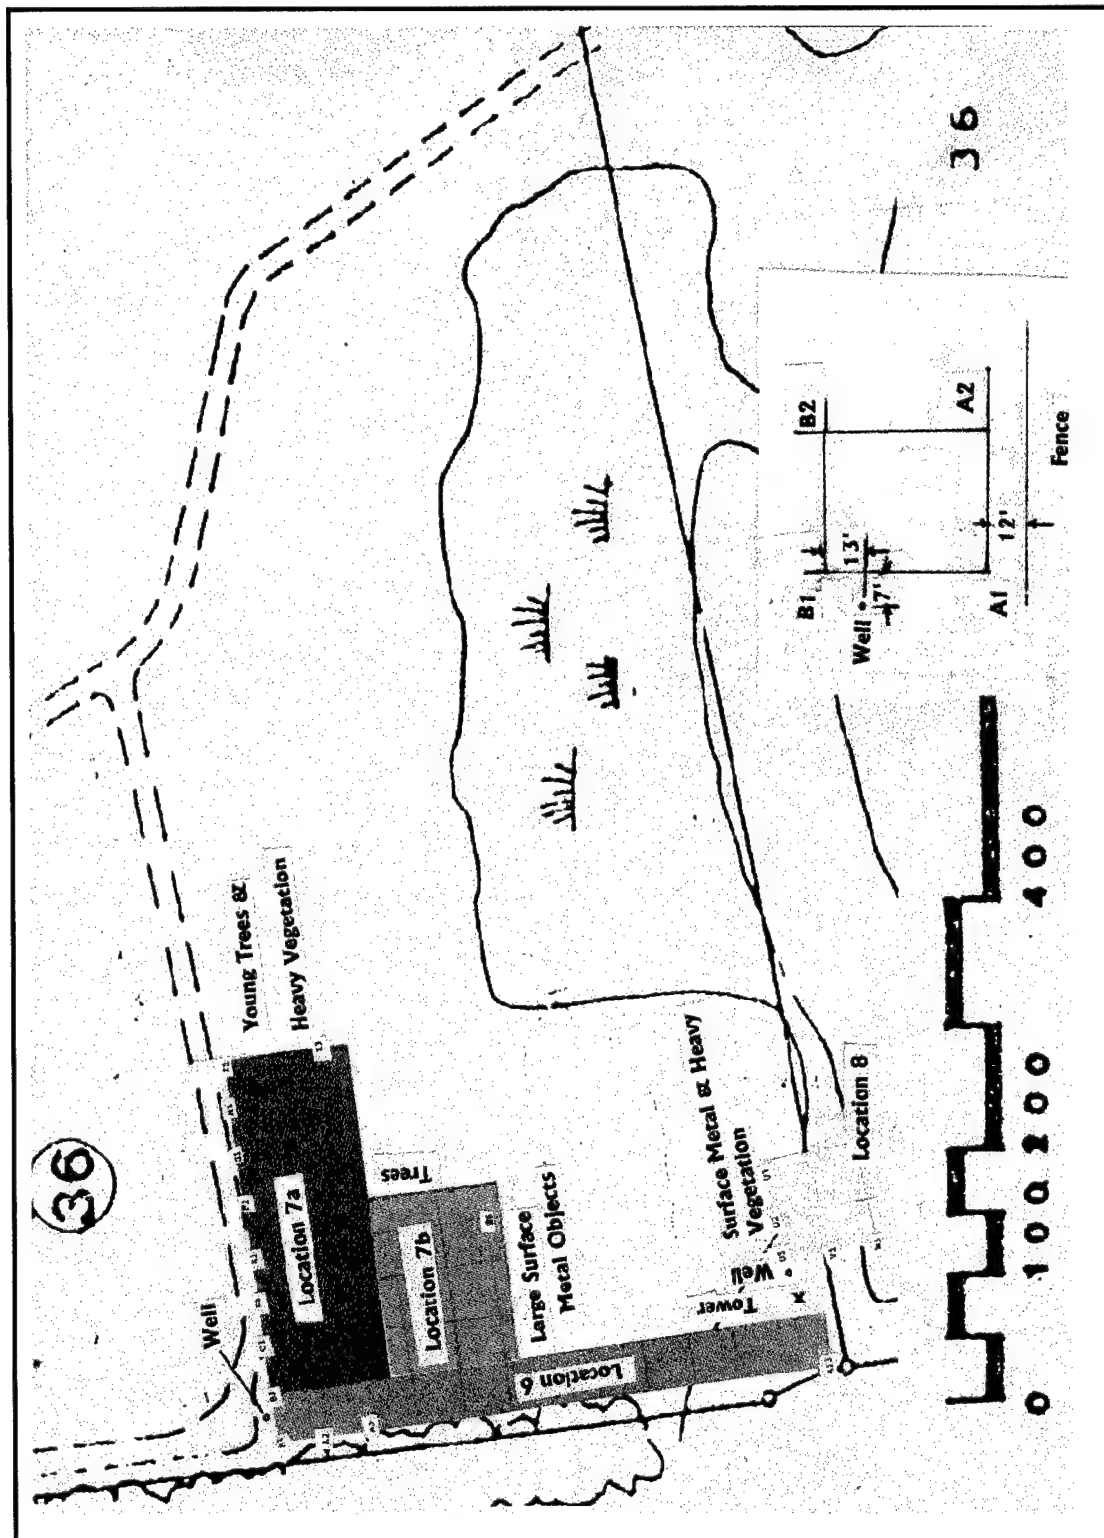 36
36
Young Trees &
Heavy Vegetation
Well
Location 7a
Trees
Location 7b
Large Surface
Metal Objects
Location 6
Tower
Well
Surface Metal & Heavy
Vegetation
Location 8
X
B1
B2
13'
7'
Well
A1
A2
12'
Fence
0
100
200
400